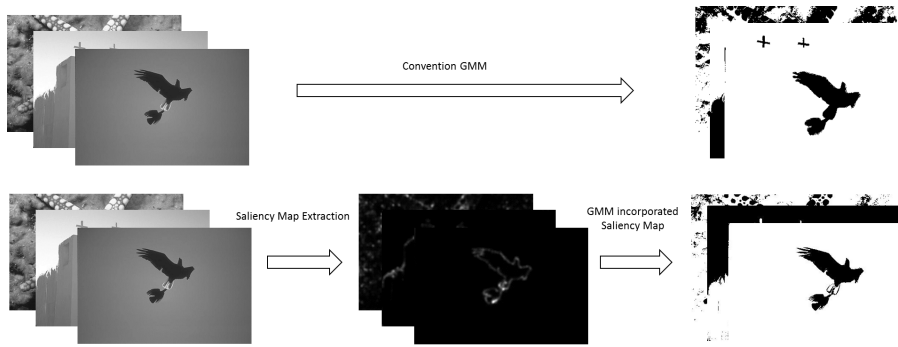 Convention GMM
Saliency Map Extraction
GMM incorporated
Saliency Map